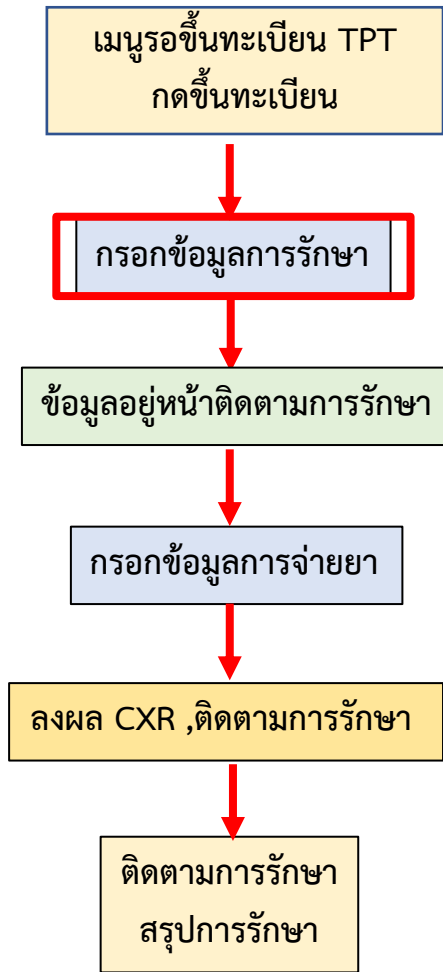 เมนูรอขึ้นทะเบียน TPT
กดขึ้นทะเบียน
กรอกข้อมูลการรักษา
ข้อมูลอยู่หน้าติดตามการรักษา
กรอกข้อมูลการจ่ายยา
ลงผล CXR ,ติดตามการรักษา
ติดตามการรักษา
สรุปการรักษา